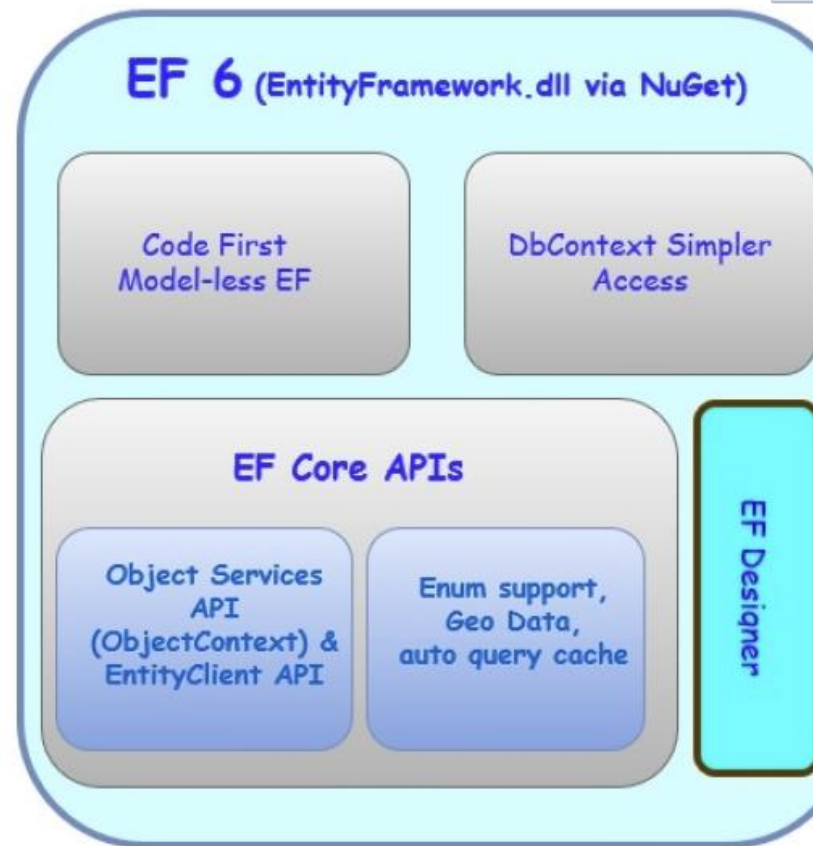 EF 6 (EntityFramework.dll via NuGet)
Code First
Model-less EF
DbContext Simpler
Access
EF Core APIs
Object Services
API
(ObjectContext) &
EntityClient API
Enum support,
Geo Data,
auto query cache
EF Designer